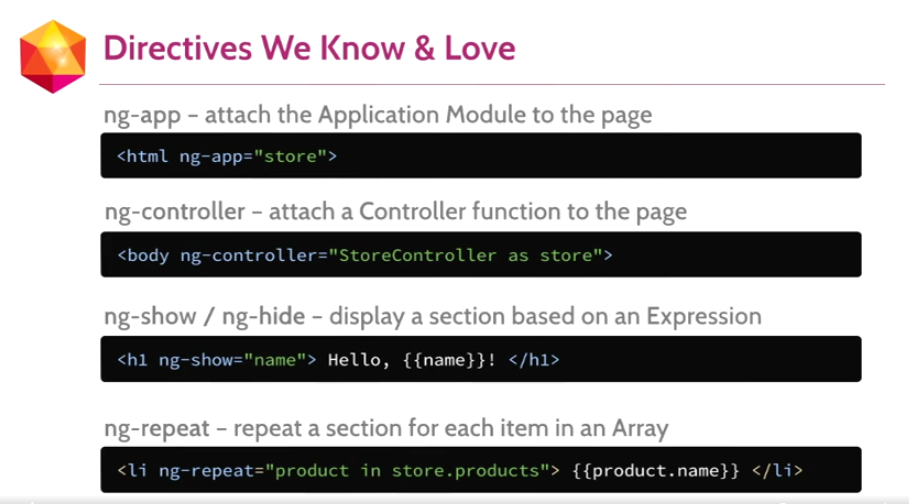 Directives We Know & Love
ng-app – attach the Application Module to the page
<html ng-app="store">
ng-controller – attach a Controller function to the page
<body ng-controller="StoreController as store">
ng-show / ng-hide – display a section based on an Expression
<h1 ng-show="name"> Hello, {{name}}! </h1>
ng-repeat – repeat a section for each item in an Array
<li ng-repeat="product in store.products"> {{product.name}} </li>